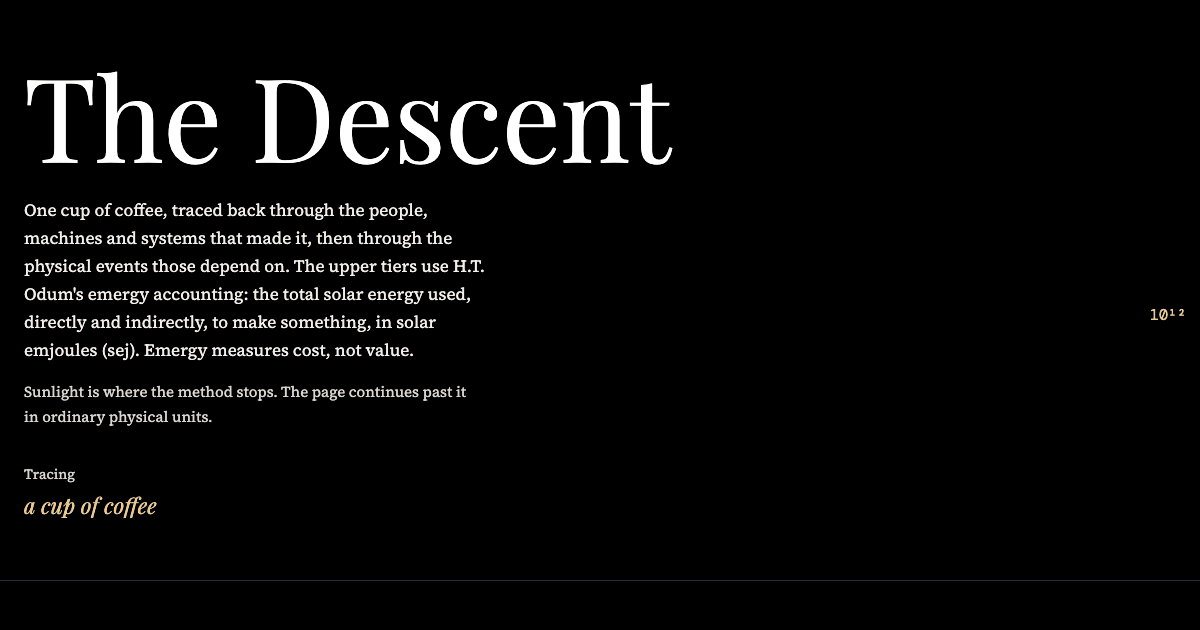 The Descent
One cup of coffee, traced back through the people,
machines and systems that made it, then through the
physical events those depend on. The upper tiers use H.T.
Odum's emergy accounting: the total solar energy used,
directly and indirectly, to make something, in solar
emjoules (sej). Emergy measures cost, not value.
10¹²
Sunlight is where the method stops. The page continues past it
in ordinary physical units.
Tracing
a cup of coffee